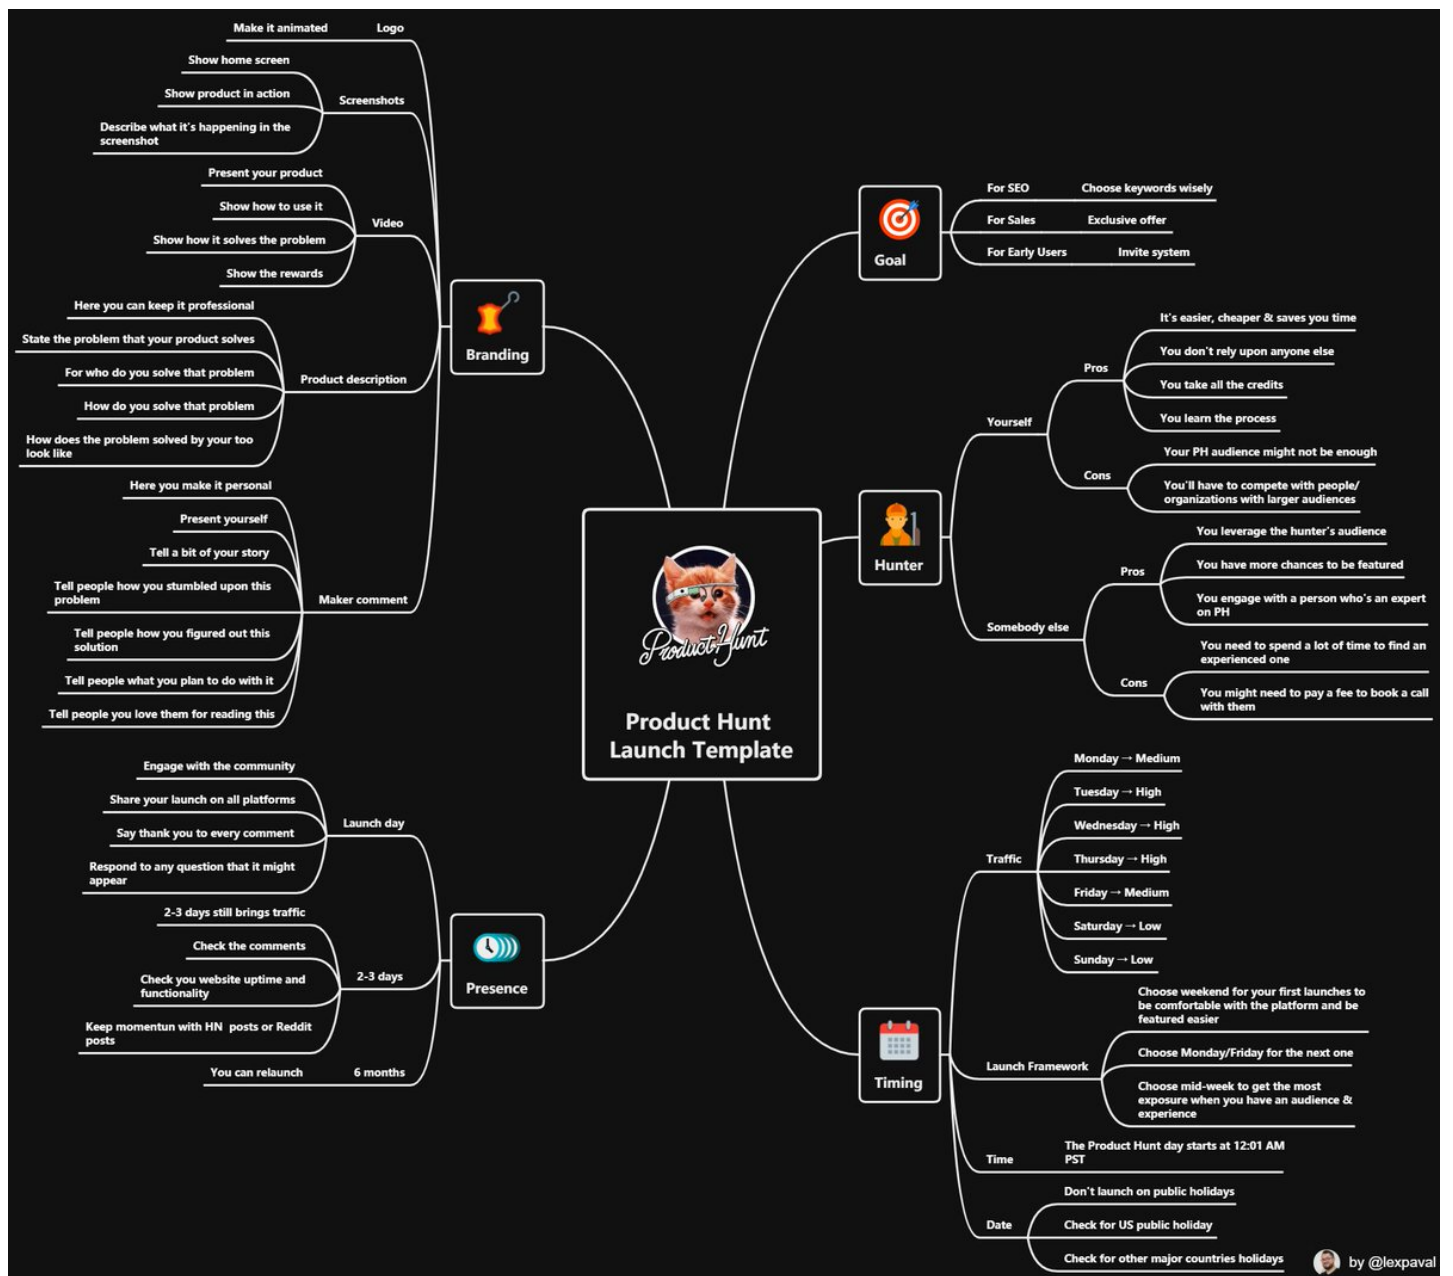 Make it animated
Logo
Show home screen
Show product in action
Describe what it's happening in the
screenshot
Screenshots
Present your product
Show how to use it
Show how it solves the problem
Show the rewards
Video
Here you can keep it professional
State the problem that your product solves
For who do you solve that problem
How do you solve that problem
How does the problem solved by your too
look like
Product description
Here you make it personal
Present yourself
Tell a bit of your story
Tell people how you stumbled upon this
problem
Tell people how you figured out this
solution
Tell people what you plan to do with it
Tell people you love them for reading this
Maker comment
Branding
Engage with the community
Share your launch on all platforms
Say thank you to every comment
Respond to any question that it might
appear
Launch day
2-3 days still brings traffic
Check the comments
Check you website uptime and
functionality
Keep momentun with HN  posts or Reddit
posts
2-3 days
You can relaunch
6 months
Presence
Product Hunt
Product Hunt
Launch Template
Goal
For SEO
Choose keywords wisely
For Sales
Exclusive offer
For Early Users
Invite system
Hunter
Yourself
Pros
It's easier, cheaper & saves you time
You don't rely upon anyone else
You take all the credits
You learn the process
Cons
Your PH audience might not be enough
You'll have to compete with people/
organizations with larger audiences
Somebody else
Pros
You leverage the hunter's audience
You have more chances to be featured
You engage with a person who's an expert
on PH
Cons
You need to spend a lot of time to find an
experienced one
You might need to pay a fee to book a call
with them
Timing
Traffic
Monday → Medium
Tuesday → High
Wednesday → High
Thursday → High
Friday → Medium
Saturday → Low
Sunday → Low
Launch Framework
Choose weekend for your first launches to
be comfortable with the platform and be
featured easier
Choose Monday/Friday for the next one
Choose mid-week to get the most
exposure when you have an audience &
experience
Time
The Product Hunt day starts at 12:01 AM
PST
Date
Don't launch on public holidays
Check for US public holiday
Check for other major countries holidays
by @lexpaval